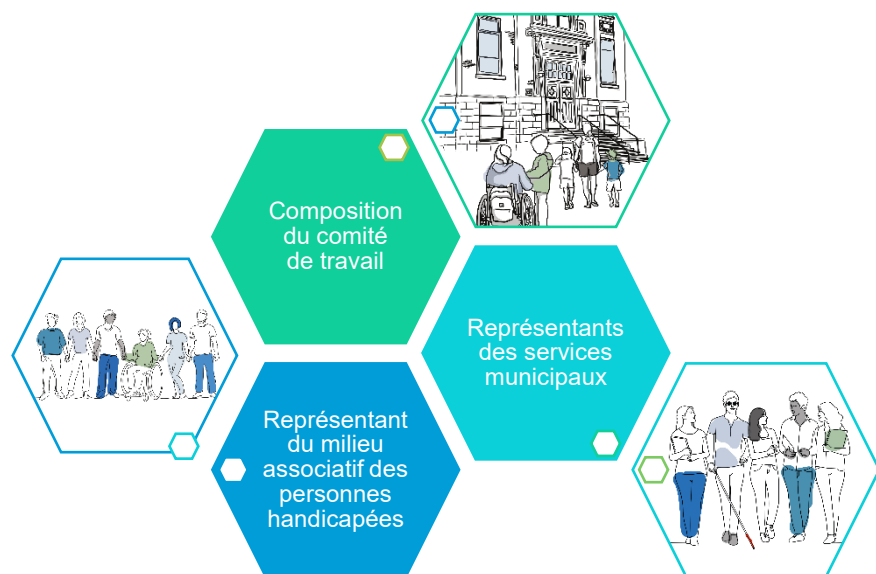 Composition
du comité
de travail
Représentants
des services
municipaux
Représentant
du milieu
associatif des
personnes
handicapées